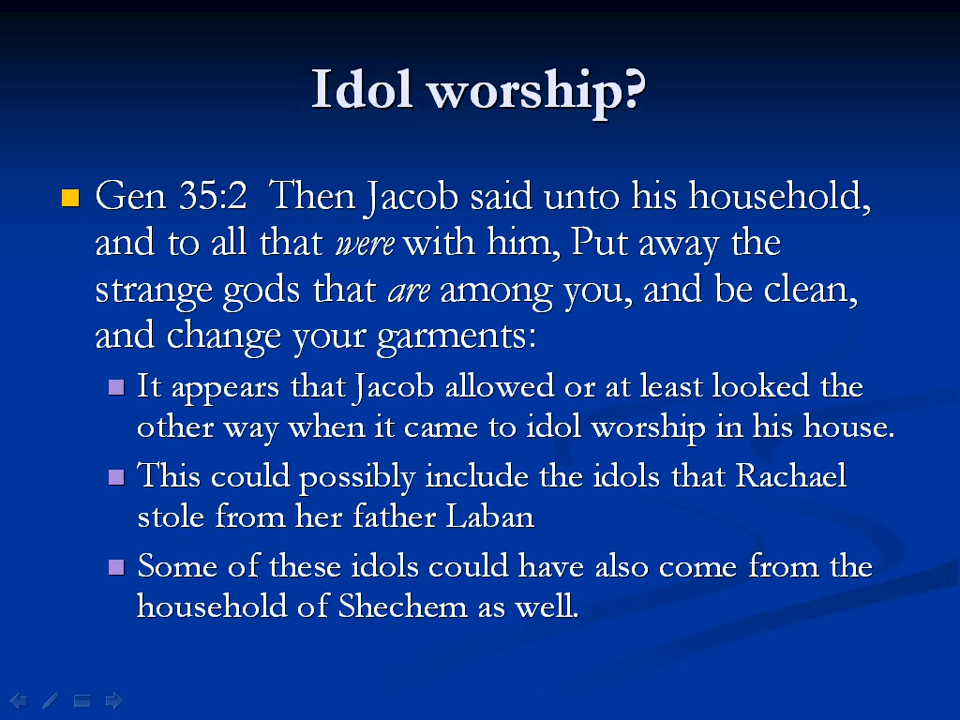 Idol worship?
Gen 35:2  Then Jacob said unto his household,
and to all that were with him, Put away the
strange gods that are among you, and be clean,
and change your garments:
It appears that Jacob allowed or at least looked the
other way when it came to idol worship in his house.
This could possibly include the idols that Rachael
stole from her father Laban
Some of these idols could have also come from the
household of Shechem as well.